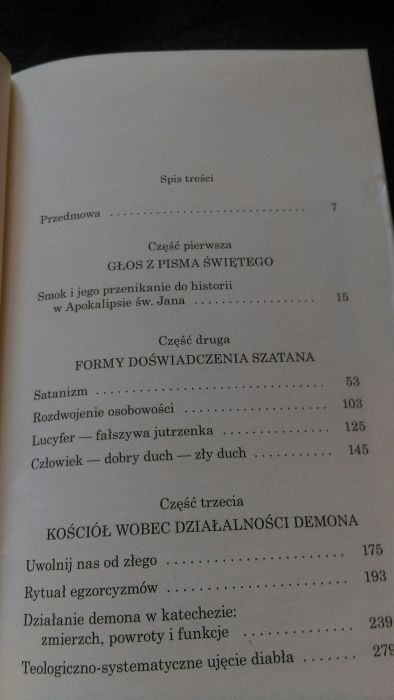 Spis treści
Przedmowa . . . . . . . . . . . . . . . . . . . . . . . . . . . . . . 7
Część pierwsza
GŁOS Z PISMA ŚWIĘTEGO
Smok i jego przenikanie do historii
w Apokalipsie św. Jana . . . . . . . . . . . . . . . . . . 15
Część druga
FORMY DOŚWIADCZENIA SZATANA
Satanizm . . . . . . . . . . . . . . . . . . . . . . . . . . . . . . . 53
Rozdwojenie osobowości . . . . . . . . . . . . . . . . . . . . 103
Lucyfer — fałszywa jutrzenka . . . . . . . . . . . . . . . 125
Człowiek — dobry duch — zły duch . . . . . . . . . . . 145
Część trzecia
KOŚCIÓŁ WOBEC DZIAŁALNOŚCI DEMONA
Uwolnij nas od złego . . . . . . . . . . . . . . . . . . . . . . . 175
Rytuał egzorcyzmów . . . . . . . . . . . . . . . . . . . . . . . 193
Działanie demona w katechezie:
zmierzch, powroty i funkcje . . . . . . . . . . . . . . 239
Teologiczno-systematyczne ujęcie diabła . . . . . . . 279